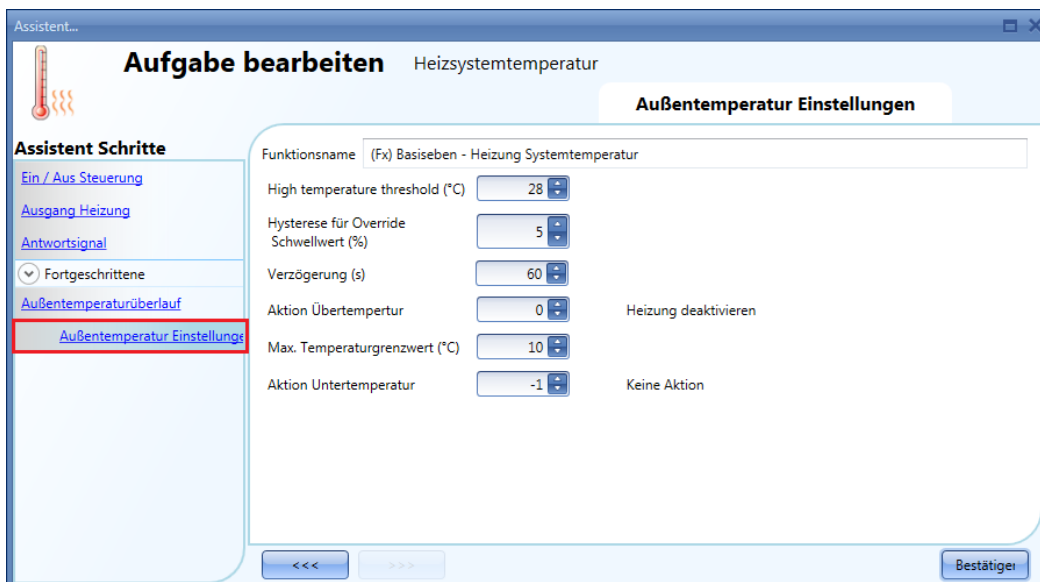 Assistent...
Aufgabe bearbeiten Heizsystemtemperatur
Außentemperatur Einstellungen
Assistent Schritte
Ein / Aus Steuerung
Ausgang Heizung
Antwortsignal
Fortgeschrittene
Außentemperaturüberlauf
Außentemperatur Einstellunge
Funktionsname (Fx) Basiseben - Heizung Systemtemperatur
High temperature threshold (°C) 28
Hysterese für Override
Schwellwert (%) 5
Verzögerung (s) 60
Aktion Übertempertur 0 Heizung deaktivieren
Max. Temperaturgrenzwert (°C) 10
Aktion Untertemperatur -1 Keine Aktion
<<< >>> Bestätiger